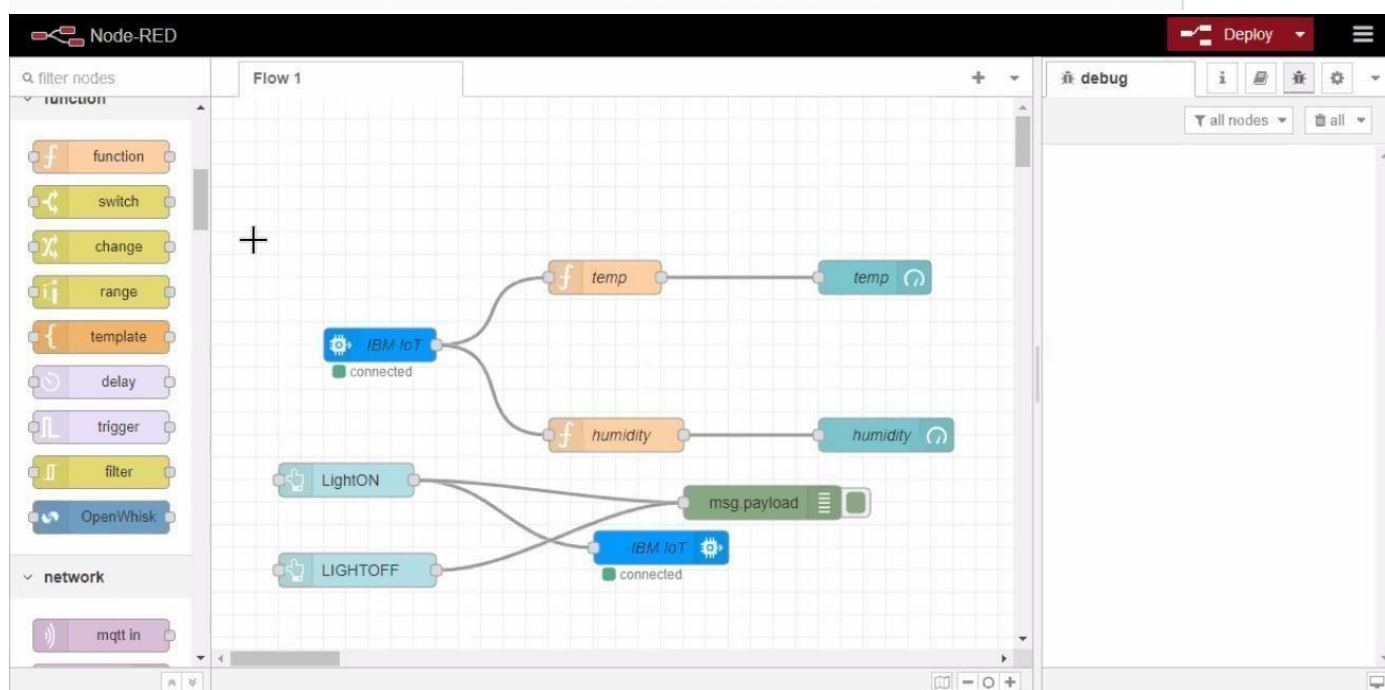 Node-RED
Deploy
filter nodes
Flow 1
debug
i
all nodes
all
function
function
switch
change
range
template
delay
trigger
filter
OpenWhisk
network
mqtt in
temp
temp
IBM IoT
connected
humidity
humidity
LightON
msg.payload
IBM IoT
connected
LIGHTOFF